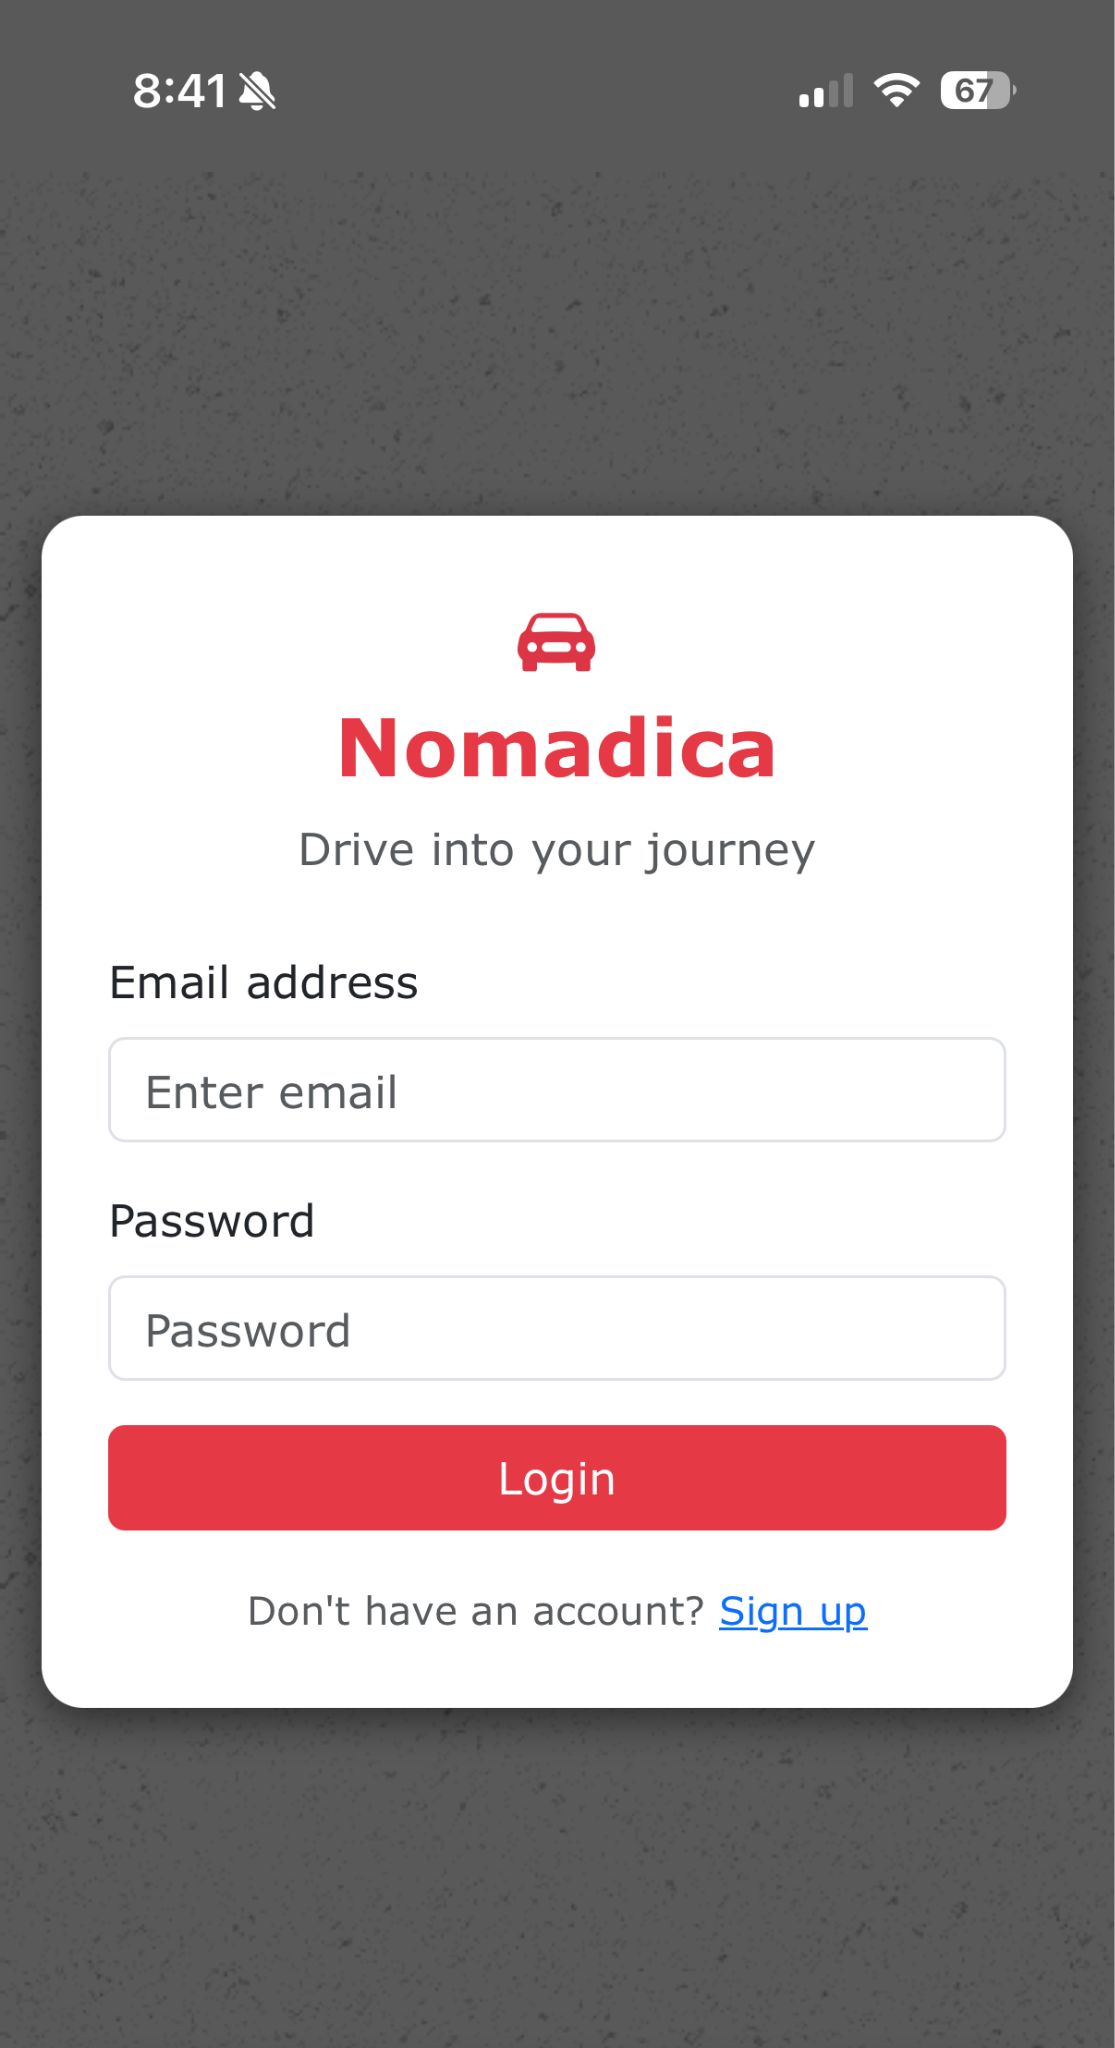 8:41
67
Nomadica
Drive into your journey
Email address
Enter email
Password
Password
Login
Don't have an account? Sign up